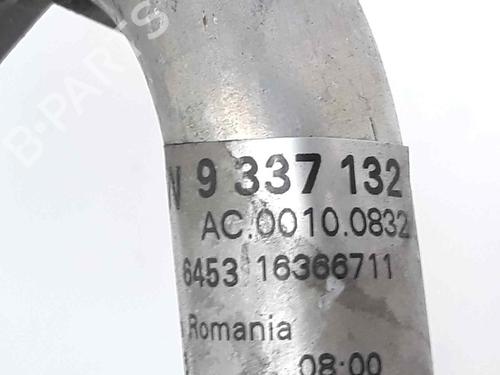 B-PARTS
9 337 132
AC.0010.0832
6453 16366711
Romania
08:00